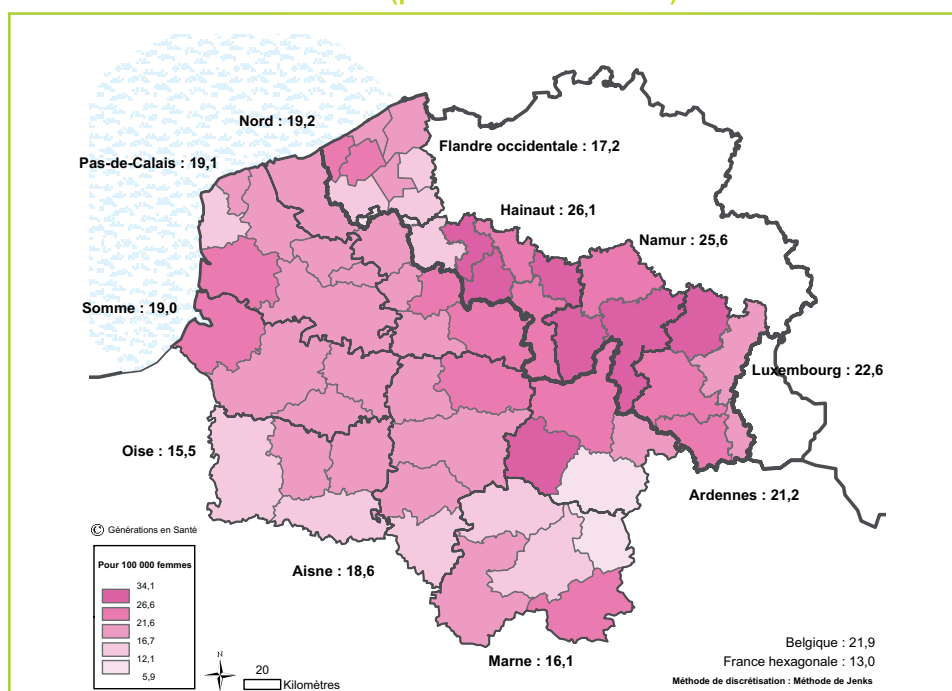 Nord : 19,2
Pas-de-Calais : 19,1
Flandre occidentale : 17,2
Hainaut : 26,1
Namur : 25,6
Somme : 19,0
Luxembourg : 22,6
Oise : 15,5
Ardennes : 21,2
© Générations en Santé
Pour 100 000 femmes
34,1
26,6
21,6
16,7
12,1
5,9
Aisne : 18,6
Marne : 16,1
N
20
Kilomètres
Belgique : 21,9
France hexagonale : 13,0
Méthode de discrétisation : Méthode de Jenks